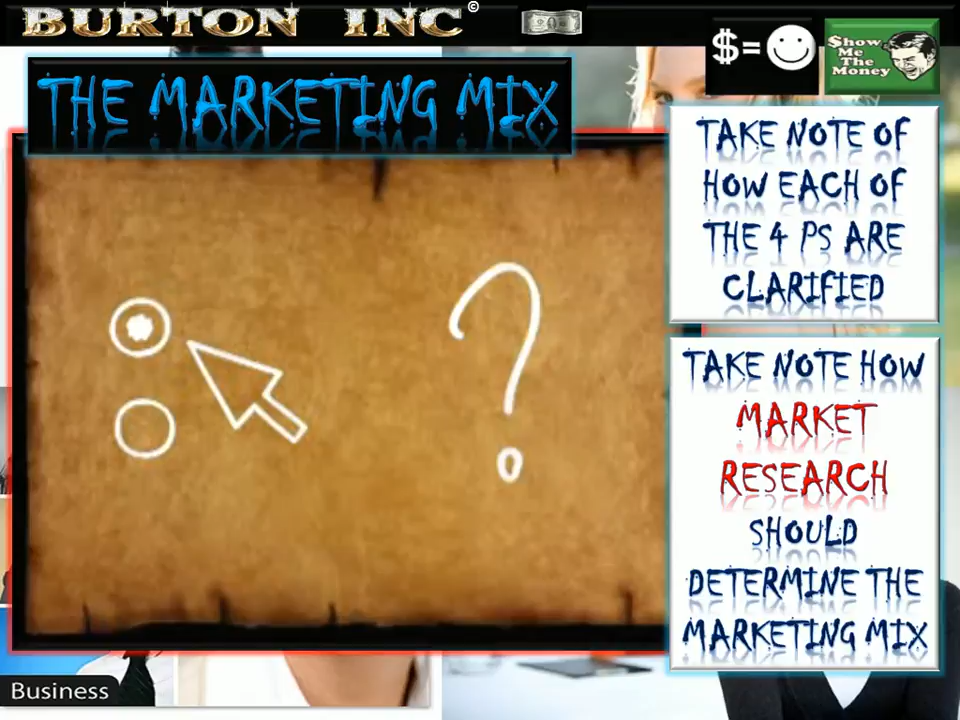 BURTON INC©
$=
Show
Me
The
Money
THE MARKETING MIX
TAKE NOTE OF
HOW EACH OF
THE 4 PS ARE
CLARIFIED
?
TAKE NOTE HOW
MARKET
RESEARCH
SHOULD
DETERMINE THE
MARKETING MIX
Business